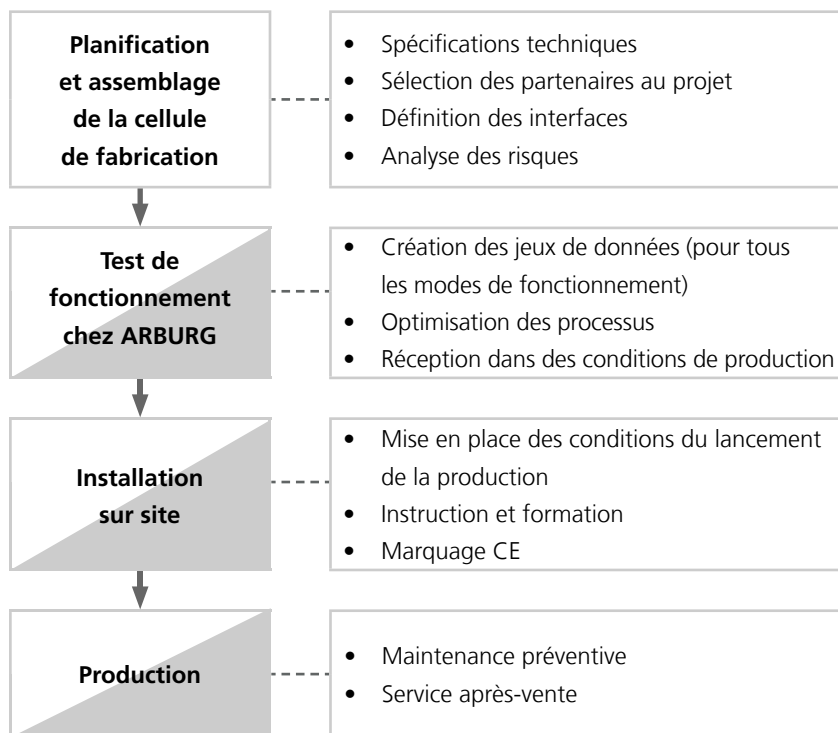 Planification
et assemblage
de la cellule
de fabrication
• Spécifications techniques
• Sélection des partenaires au projet
• Définition des interfaces
• Analyse des risques
Test de
fonctionnement
chez ARBURG
• Création des jeux de données (pour tous
les modes de fonctionnement)
• Optimisation des processus
• Réception dans des conditions de production
Installation
sur site
• Mise en place des conditions du lancement
de la production
• Instruction et formation
• Marquage CE
Production
• Maintenance préventive
• Service après-vente